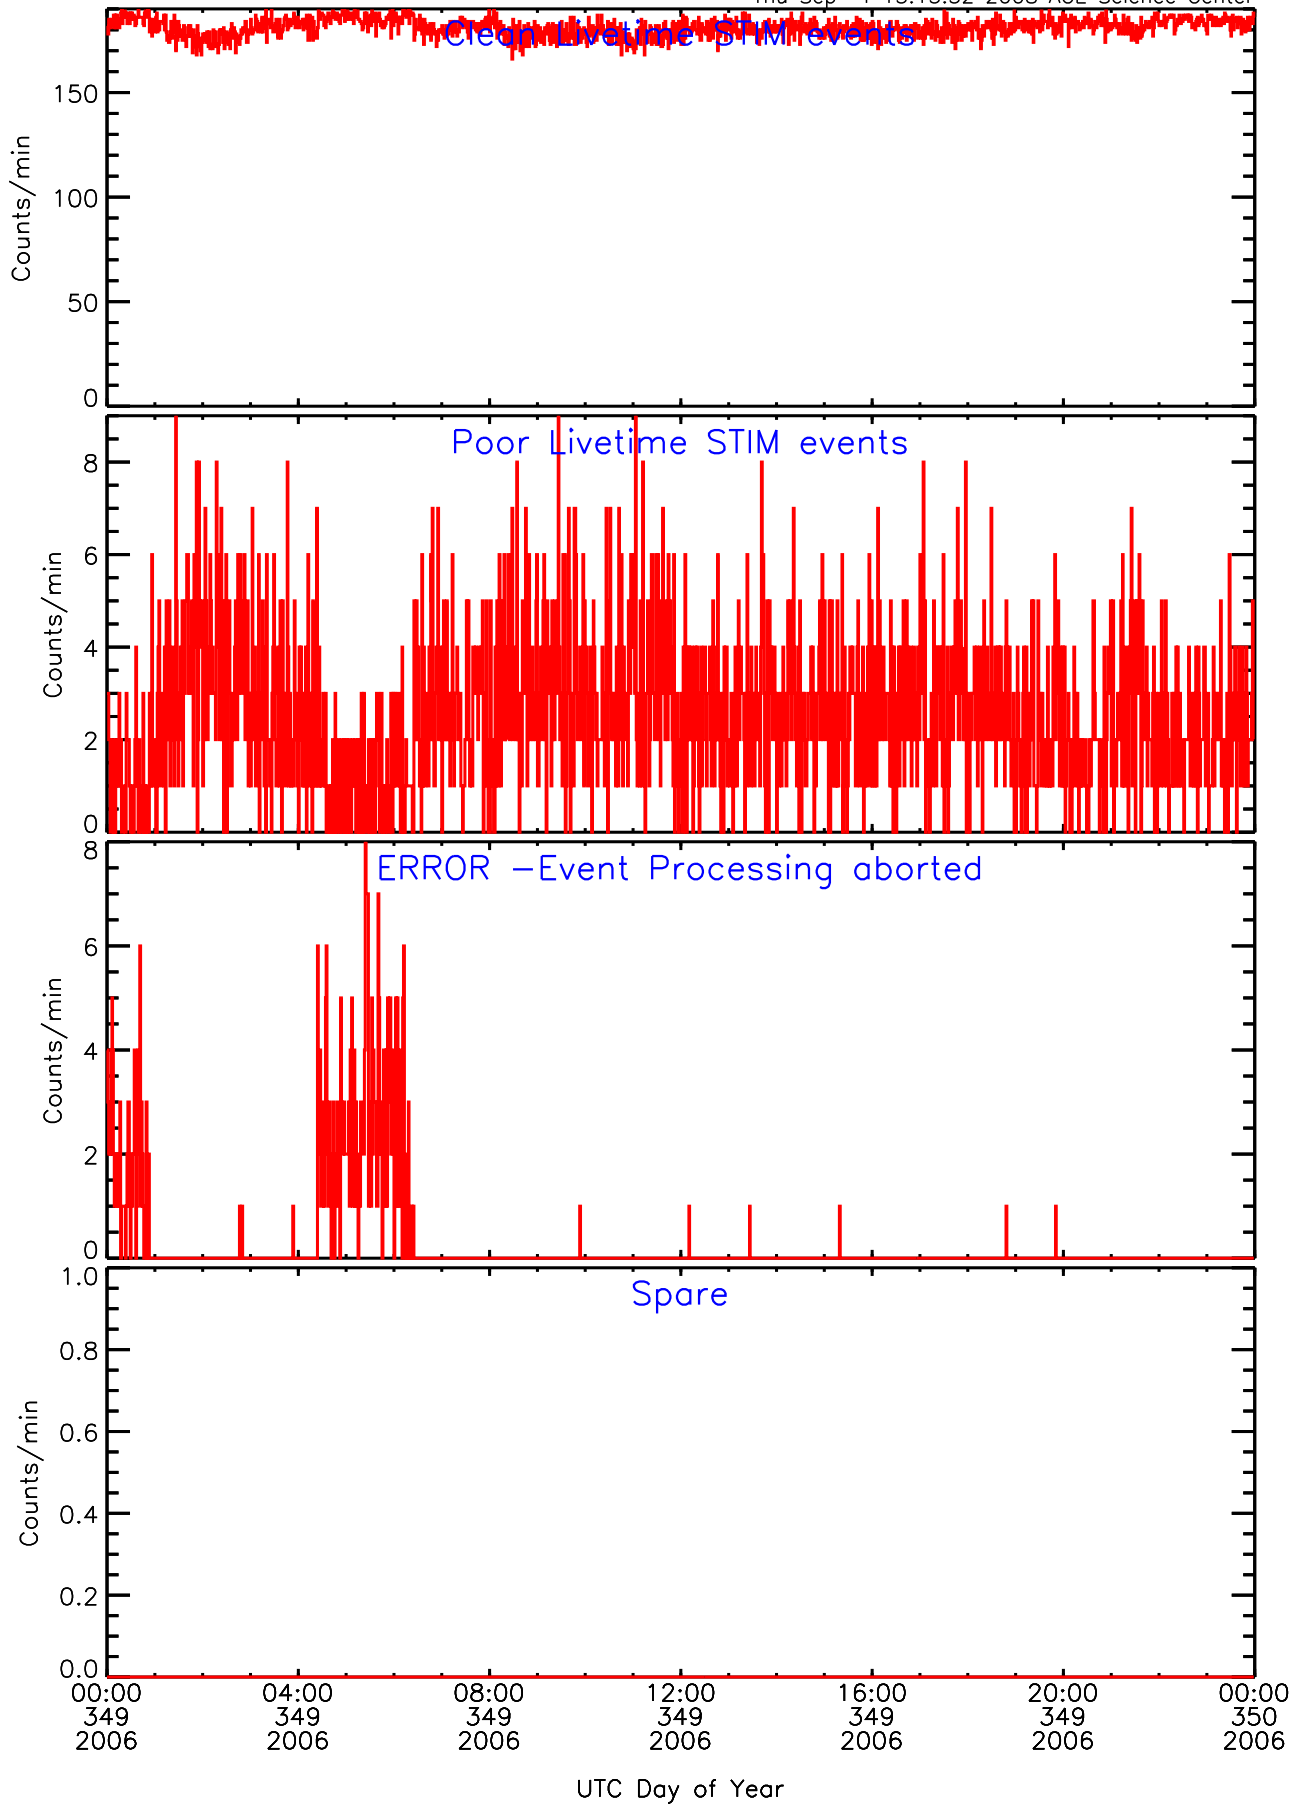 Clean Livetime STIM events
150
100
50
0
Counts/min
Poor Livetime STIM events
8
6
4
2
0
Counts/min
ERROR –Event Processing aborted
8
6
4
2
0
Counts/min
Spare
1.0
0.8
0.6
0.4
0.2
0.0
Counts/min
00:00 04:00 08:00 12:00 16:00 20:00 00:00
349 349 349 349 349 349 350
2006 2006 2006 2006 2006 2006 2006
UTC Day of Year